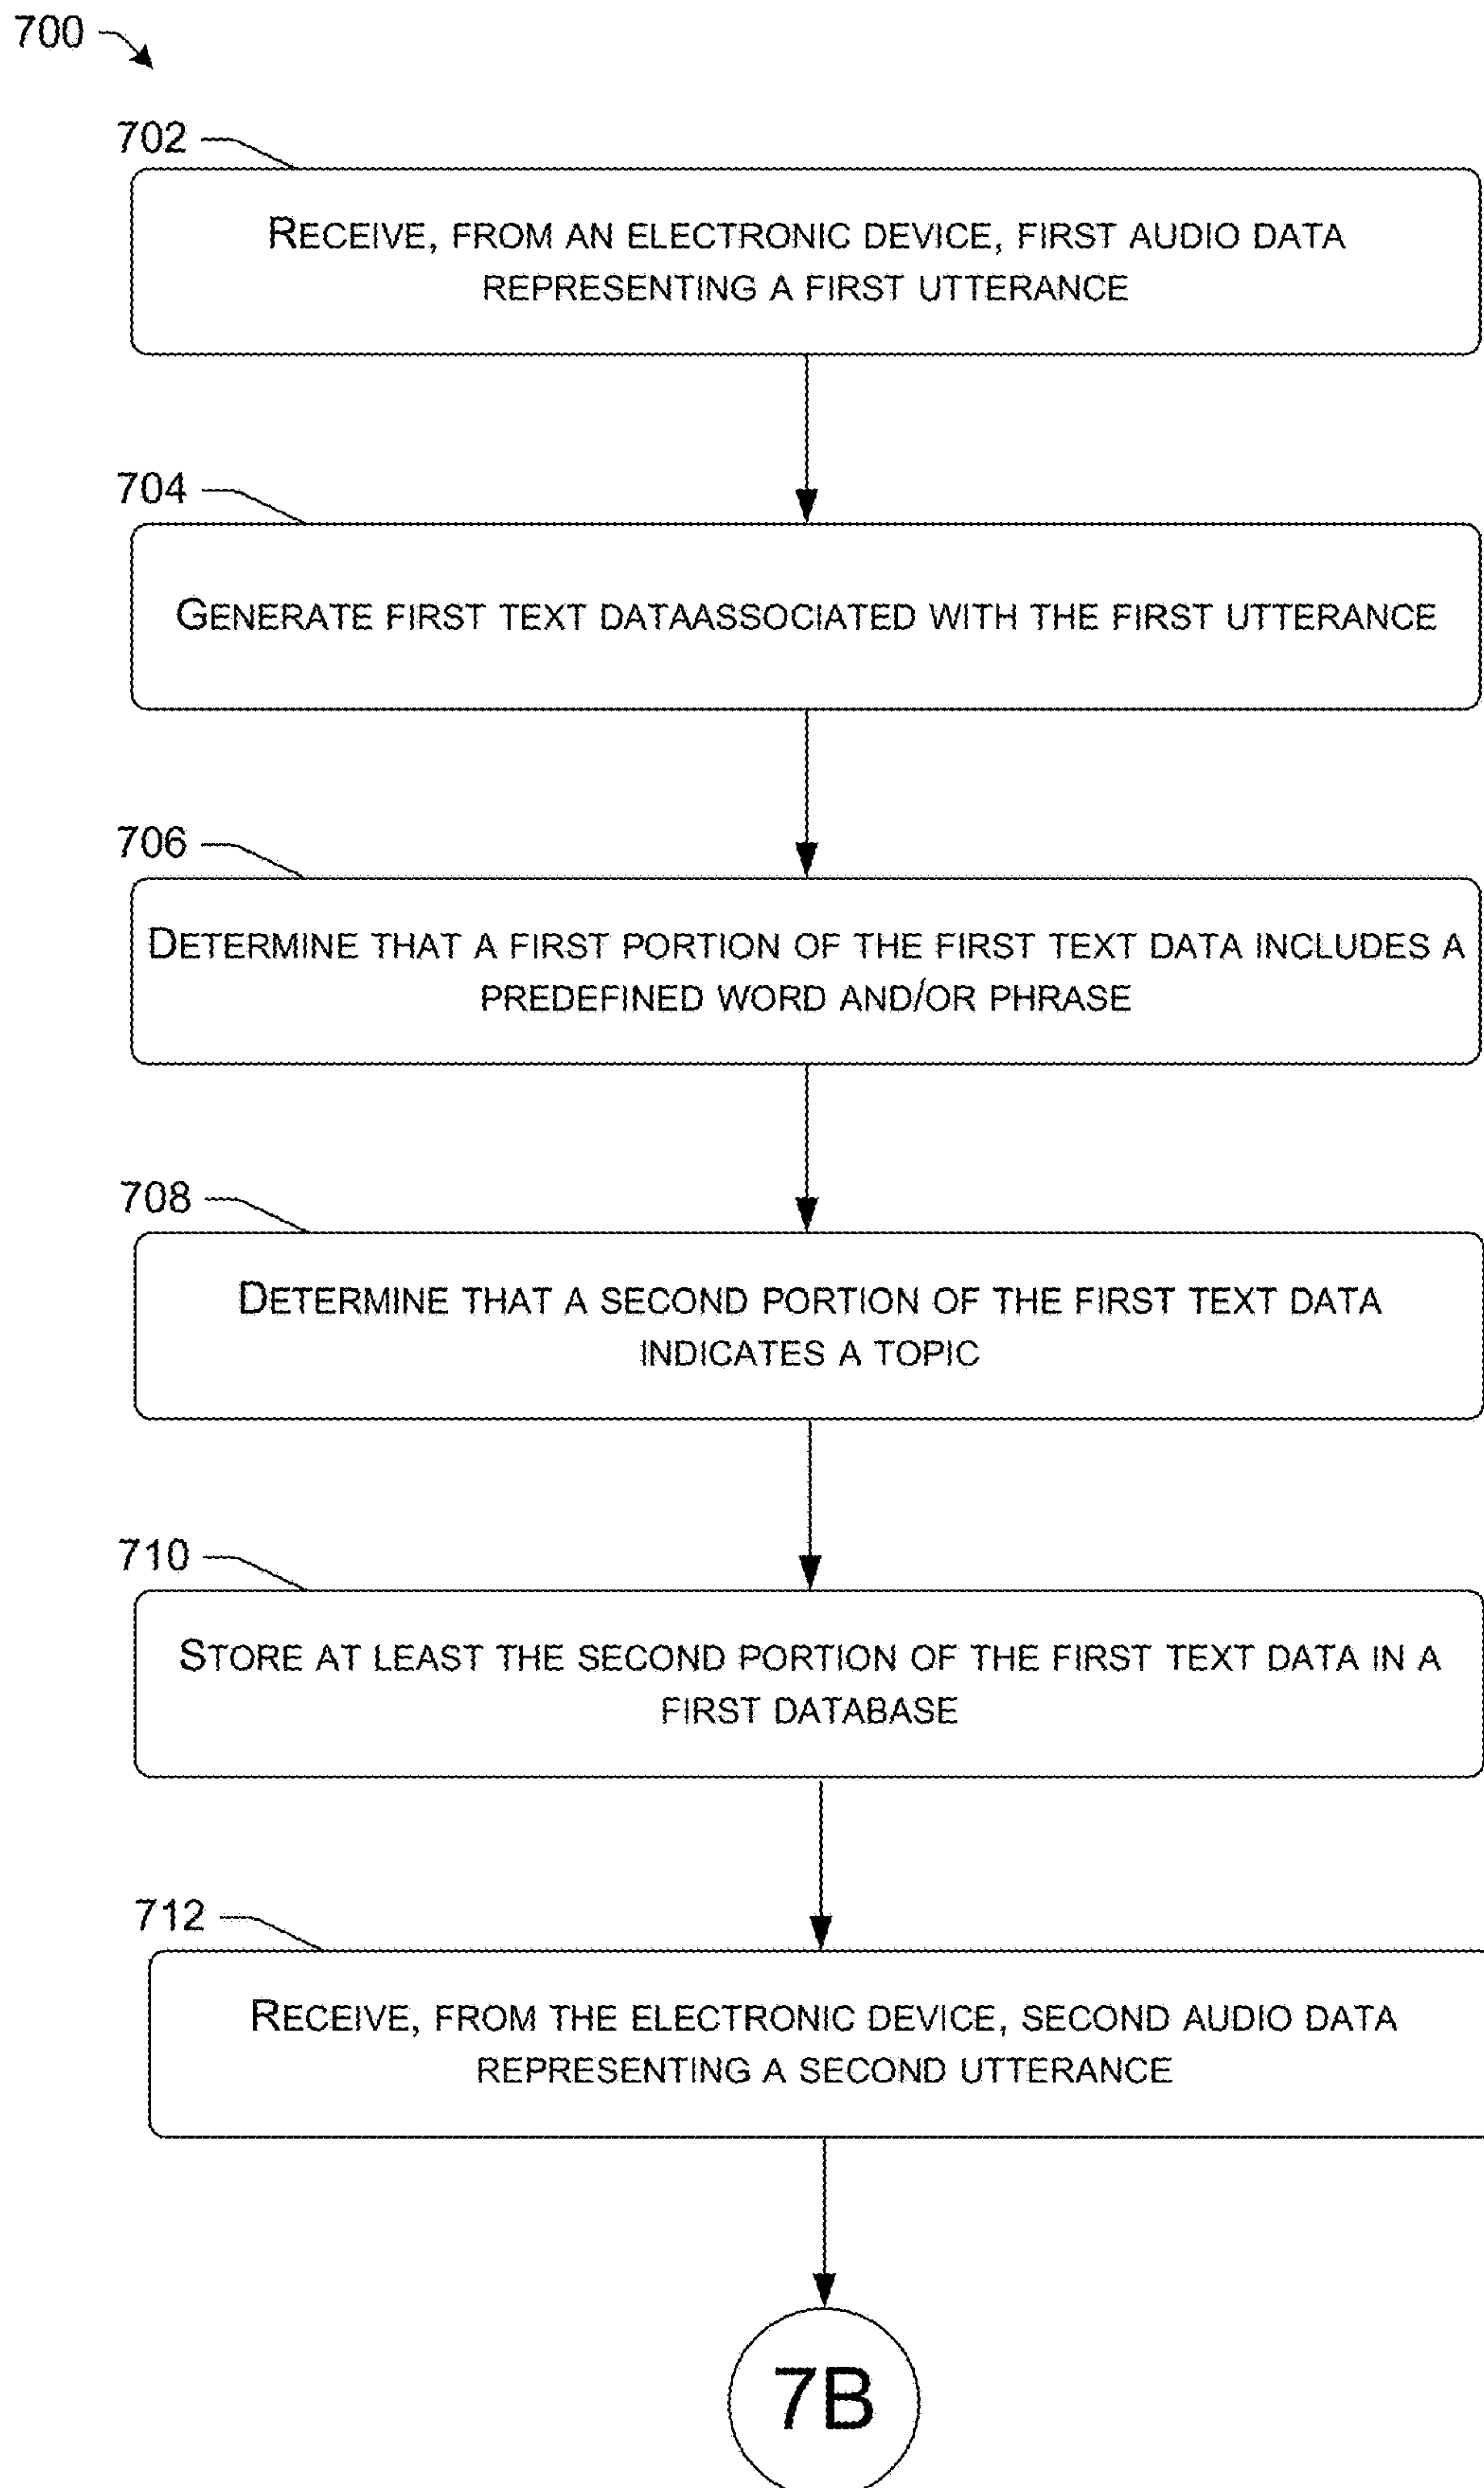 700
702
RECEIVE, FROM AN ELECTRONIC DEVICE, FIRST AUDIO DATA
REPRESENTING A FIRST UTTERANCE
704
GENERATE FIRST TEXT DATAASSOCIATED WITH THE FIRST UTTERANCE
706
DETERMINE THAT A FIRST PORTION OF THE FIRST TEXT DATA INCLUDES A
PREDEFINED WORD AND/OR PHRASE
708
DETERMINE THAT A SECOND PORTION OF THE FIRST TEXT DATA
INDICATES A TOPIC
710
STORE AT LEAST THE SECOND PORTION OF THE FIRST TEXT DATA IN A
FIRST DATABASE
712
RECEIVE, FROM THE ELECTRONIC DEVICE, SECOND AUDIO DATA
REPRESENTING A SECOND UTTERANCE
7B